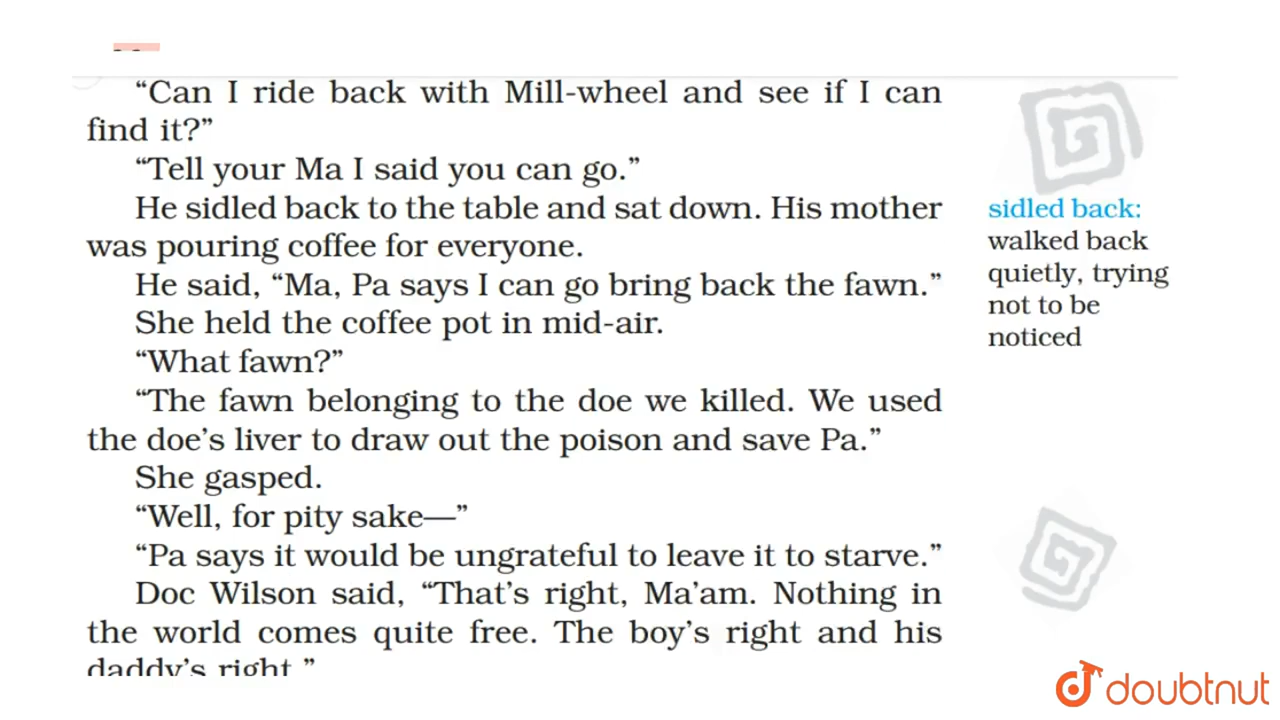 “Can I ride back with Mill-wheel and see if I can
find it?”
“Tell your Ma I said you can go.”
He sidled back to the table and sat down. His mother
was pouring coffee for everyone.
He said, “Ma, Pa says I can go bring back the fawn.”
She held the coffee pot in mid-air.
“What fawn?”
“The fawn belonging to the doe we killed. We used
the doe’s liver to draw out the poison and save Pa.”
She gasped.
“Well, for pity sake—”
“Pa says it would be ungrateful to leave it to starve.”
Doc Wilson said, “That’s right, Ma’am. Nothing in
the world comes quite free. The boy’s right and his
daddy’s right.”
sidled back:
walked back
quietly, trying
not to be
noticed
doubtnut